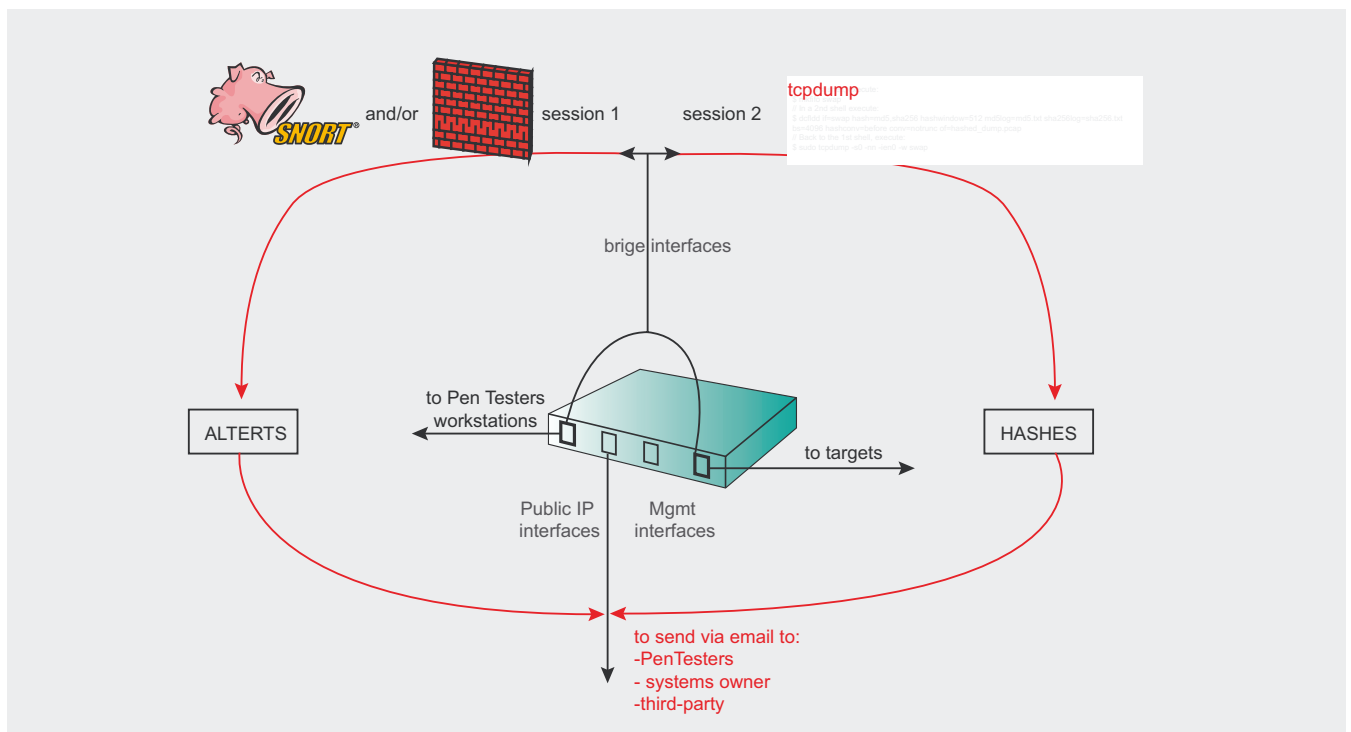 SNORT
and/or
session 1
session 2
tcpdump
brige interfaces
to Pen Testers
workstations
ALTERTS
HASHES
to targets
Public IP
interfaces
Mgmt
interfaces
to send via email to:
-PenTesters
- systems owner
-third-party